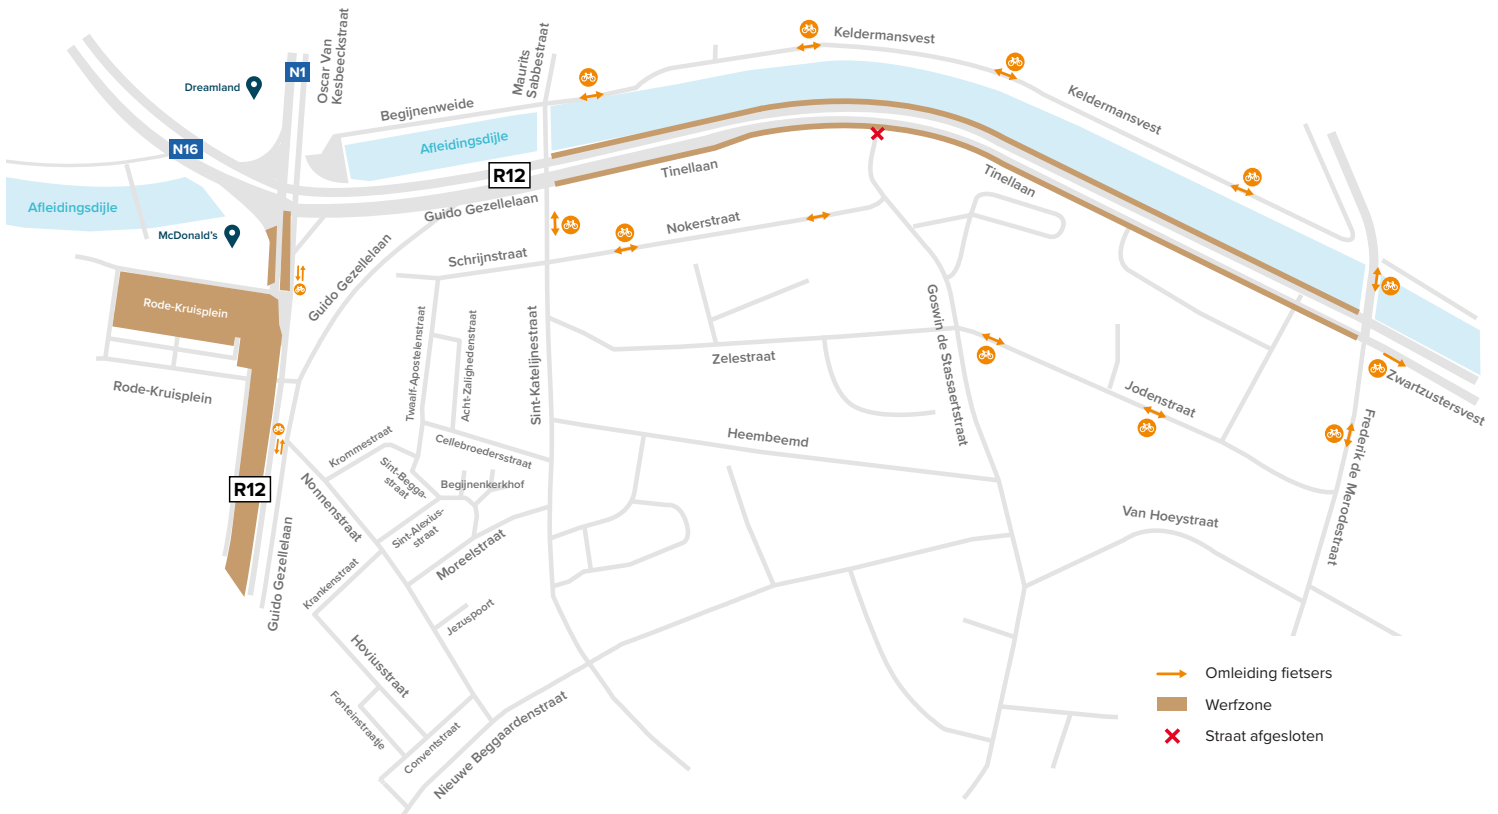 Keldermansvest
Maurits
Sabbestraat
Oscar Van
Kesbeeckstraat
N1
Dreamland
Begijnenweide
Keldermansvest
Afleidingsdijle
N16
R12
Tinellaan
Tinellaan
Afleidingsdijle
McDonald's
Guido Gezellelaan
Nokerstraat
Schrijnstraat
Guido Gezellelaan
Rode-Kruisplein
Goswin de Stassaertstraat
Twaalf-Apostelenstraat
Acht-Zalighedenstraat
Sint-Katelijnestraat
Zelestraat
Rode-Kruisplein
Jodenstraat
Zwartzustersvest
Frederik de Merodestraat
Heembeemd
Krommestraat
Cellebroedersstraat
Sint-Begga-
straat
Begijnenkerkhof
R12
Nonnenstraat
Sint-Alexius-
straat
Moreelstraat
Van Hoeystraat
Guido Gezellelaan
Krankenstraat
Jezuspoort
Hoviusstraat
Fonteinstraatje
Conventstraat
Nieuwe Beggaardenstraat
Omleiding fietsers
Werfzone
Straat afgesloten